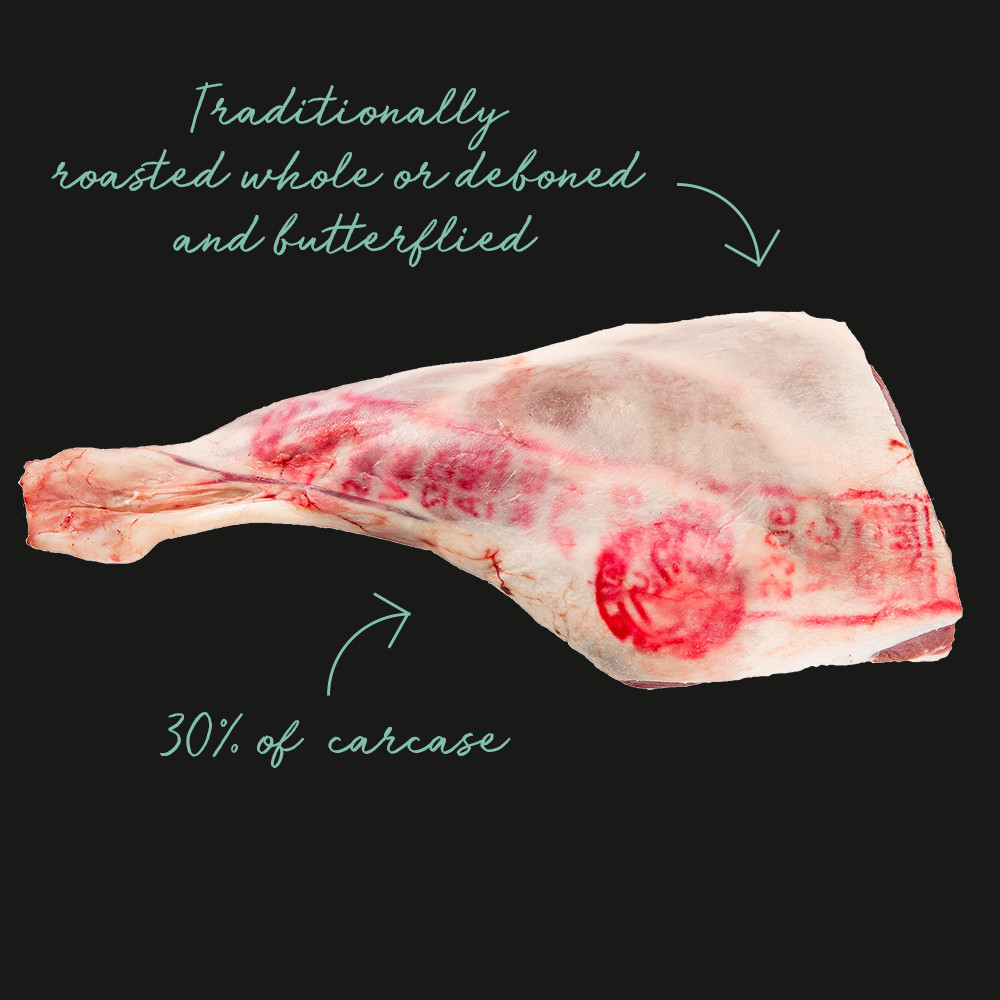 Traditionally
roasted whole or deboned
and butterflied
30% of carcase